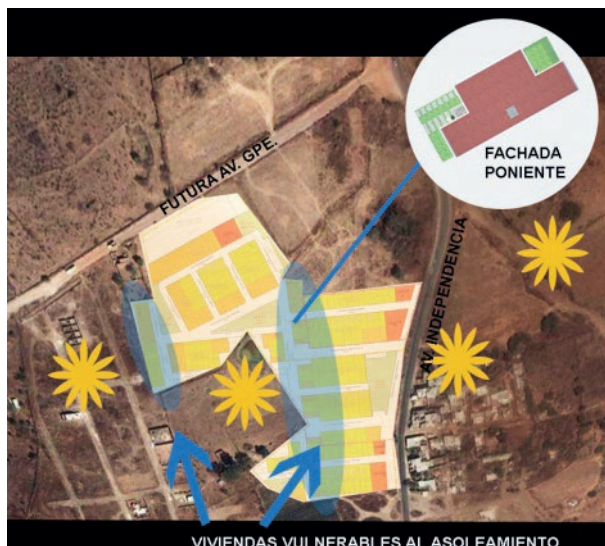 FACHADA
PONIENTE
FUTURA AV. GPE.
AV. INDEPENDENCIA
VIVIENDAS VULNERABLES AL ASOLEAMIENTO